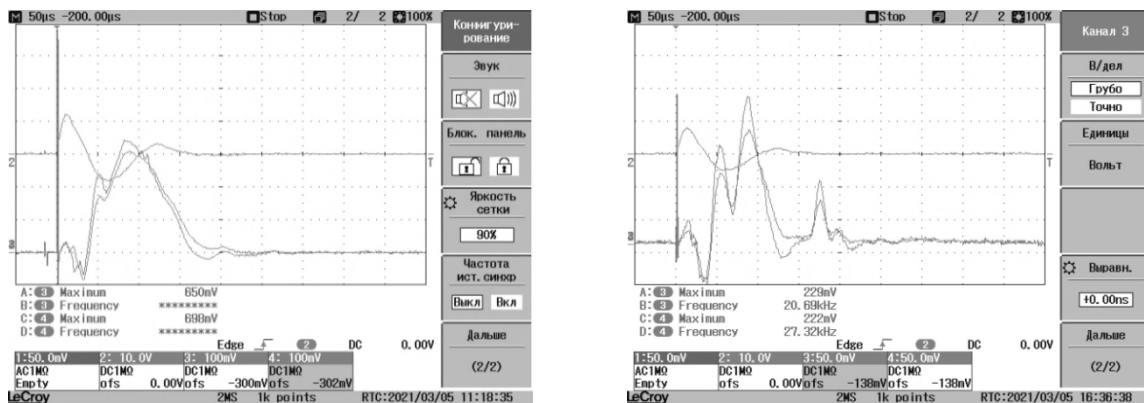 M 50µs -200.00µs Stop 2/ 2 100%
Конфигури-
рование
Звук
Блок. панель
Яркость
сетки
90%
Частота
ист. синхр
Выкл Вкл
Дальше
(2/2)
2
T
3
A: 3 Maximum 650mV
B: 3 Frequency *********
C: 4 Maximum 698mV
D: 4 Frequency *********
Edge 2 DC 0.00V
1:50.0mV 2: 10.0V 3: 100mV 4: 100mV
AC1MΩ DC1MΩ DC1MΩ DC1MΩ
Empty ofs 0.00V ofs -300mV ofs -302mV
LeCroy 2MS 1k points RTC:2021/03/05 11:18:35
M 50µs -200.00µs Stop 2/ 2 100%
Канал 3
В/дел
Грубо
Точно
Единицы
Вольт
Выравн.
+0.00ns
Дальше
(2/2)
2
T
3
A: 3 Maximum 229mV
B: 3 Frequency 20.69kHz
C: 4 Maximum 222mV
D: 4 Frequency 27.32kHz
Edge 2 DC 0.00V
1:50.0mV 2: 10.0V 3:50.0mV 4:50.0mV
AC1MΩ DC1MΩ DC1MΩ DC1MΩ
Empty ofs 0.00V ofs -138mV ofs -138mV
LeCroy 2MS 1k points RTC:2021/03/05 16:36:38